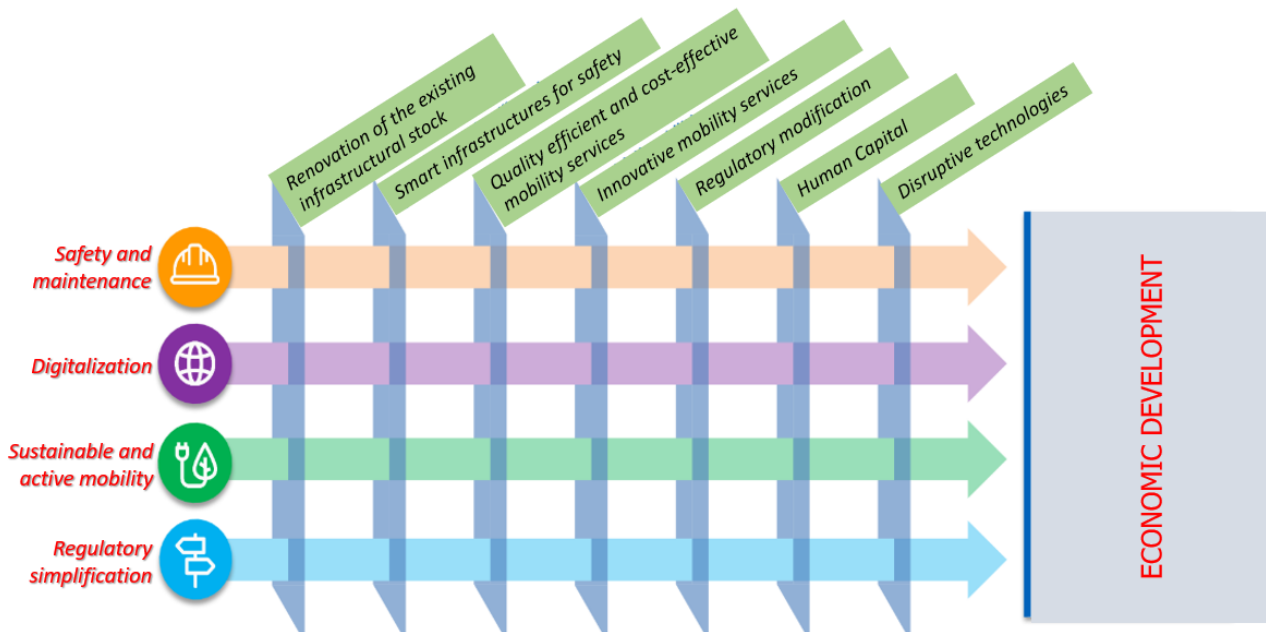 Renovation of the existing
infrastructural stock
Smart infrastructures for safety
Quality efficient and cost-effective
mobility services
Innovative mobility services
Regulatory modification
Human Capital
Disruptive technologies
Safety and
maintenance
Digitalization
Sustainable and
active mobility
Regulatory
simplification
ECONOMIC DEVELOPMENT